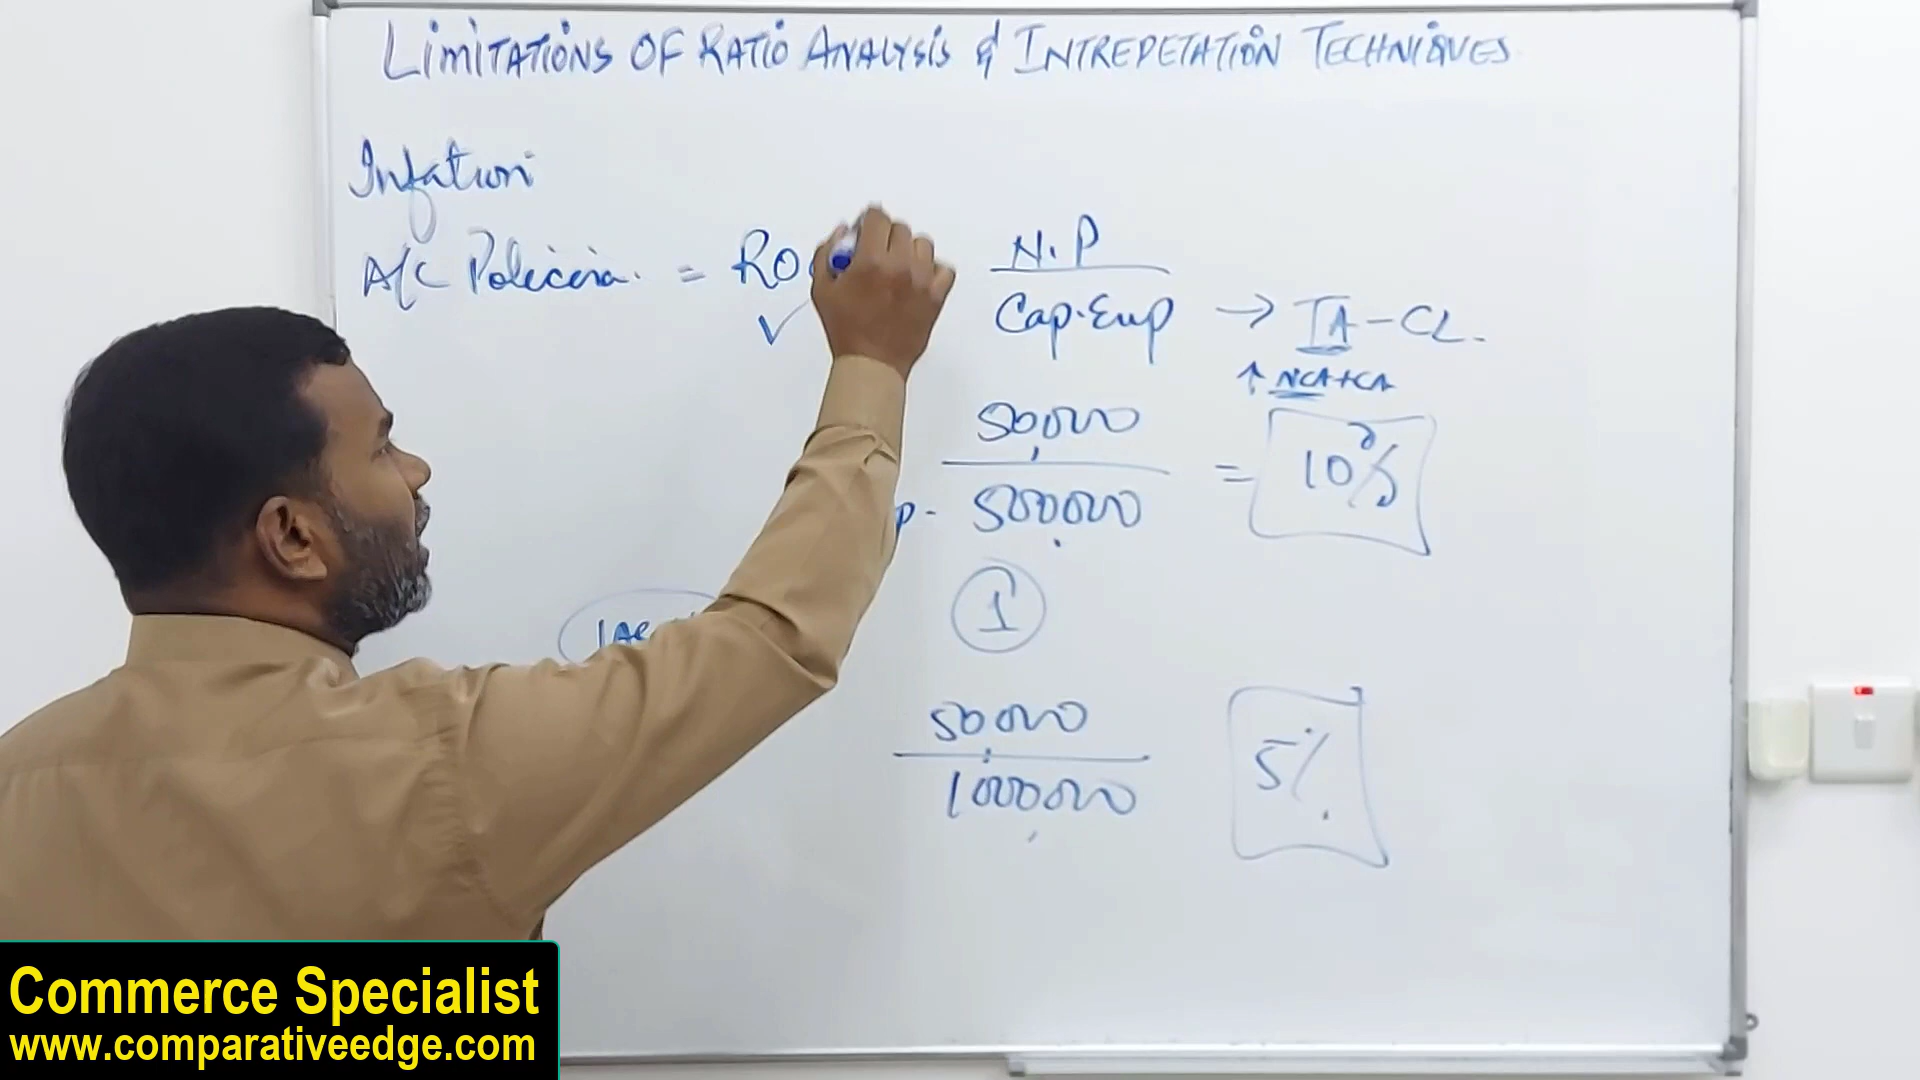 LIMITATIONS OF RATIO ANALYSIS & INTREPETATION TECHNIQUES
Infation
A/C Policies. = RO
N.P
Cap.Emp → TA - CL.
↑ NCA+CA
50,000
500,000 = 10%
1
50,000
1000,000
5%
Commerce Specialist
www.comparativeedge.com